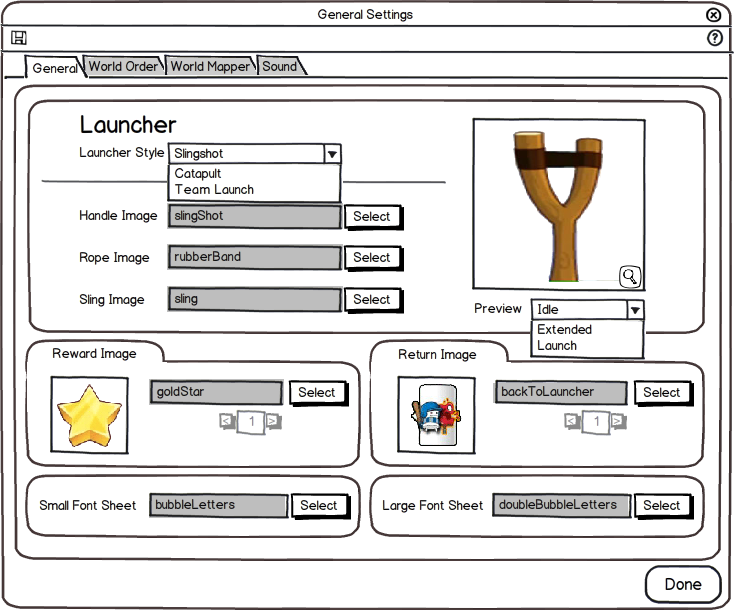 General Settings
General World Order World Mapper Sound
Launcher
Launcher Style Slingshot
Catapult
Team Launch
Handle Image slingShot Select
Rope Image rubberBand Select
Sling Image sling Select
Preview Idle
Extended
Launch
Reward Image
goldStar Select
< 1 >
Return Image
backToLauncher Select
< 1 >
Small Font Sheet bubbleLetters Select
Large Font Sheet doubleBubbleLetters Select
Done